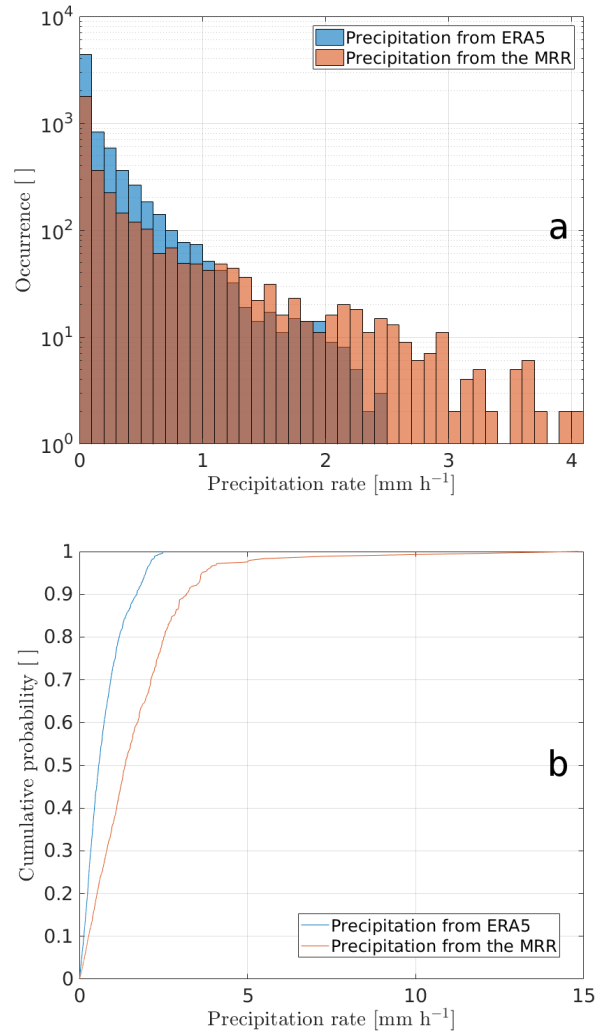 10⁴
Precipitation from ERA5
Precipitation from the MRR
10³
Occurrence [ ]
10²
a
10¹
10⁰
0 1 2 3 4
Precipitation rate [mm h⁻¹]
1
0.9
0.8
0.7
0.6
Cumulative probability [ ]
b
0.5
0.4
0.3
0.2
0.1
Precipitation from ERA5
Precipitation from the MRR
0
0 5 10 15
Precipitation rate [mm h⁻¹]